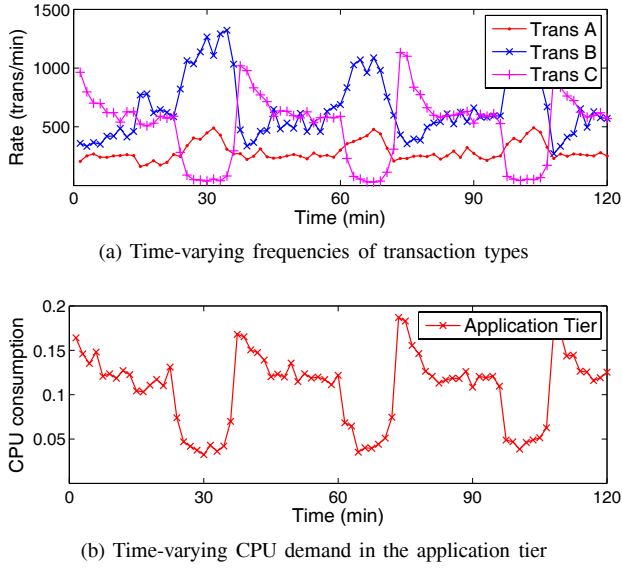 1500
1000
500
Rate (trans/min)
Trans A
Trans B
Trans C
0
30
60
90
120
Time (min)
(a) Time-varying frequencies of transaction types
0.2
0.15
0.1
0.05
CPU consumption
Application Tier
0
30
60
90
120
Time (min)
(b) Time-varying CPU demand in the application tier